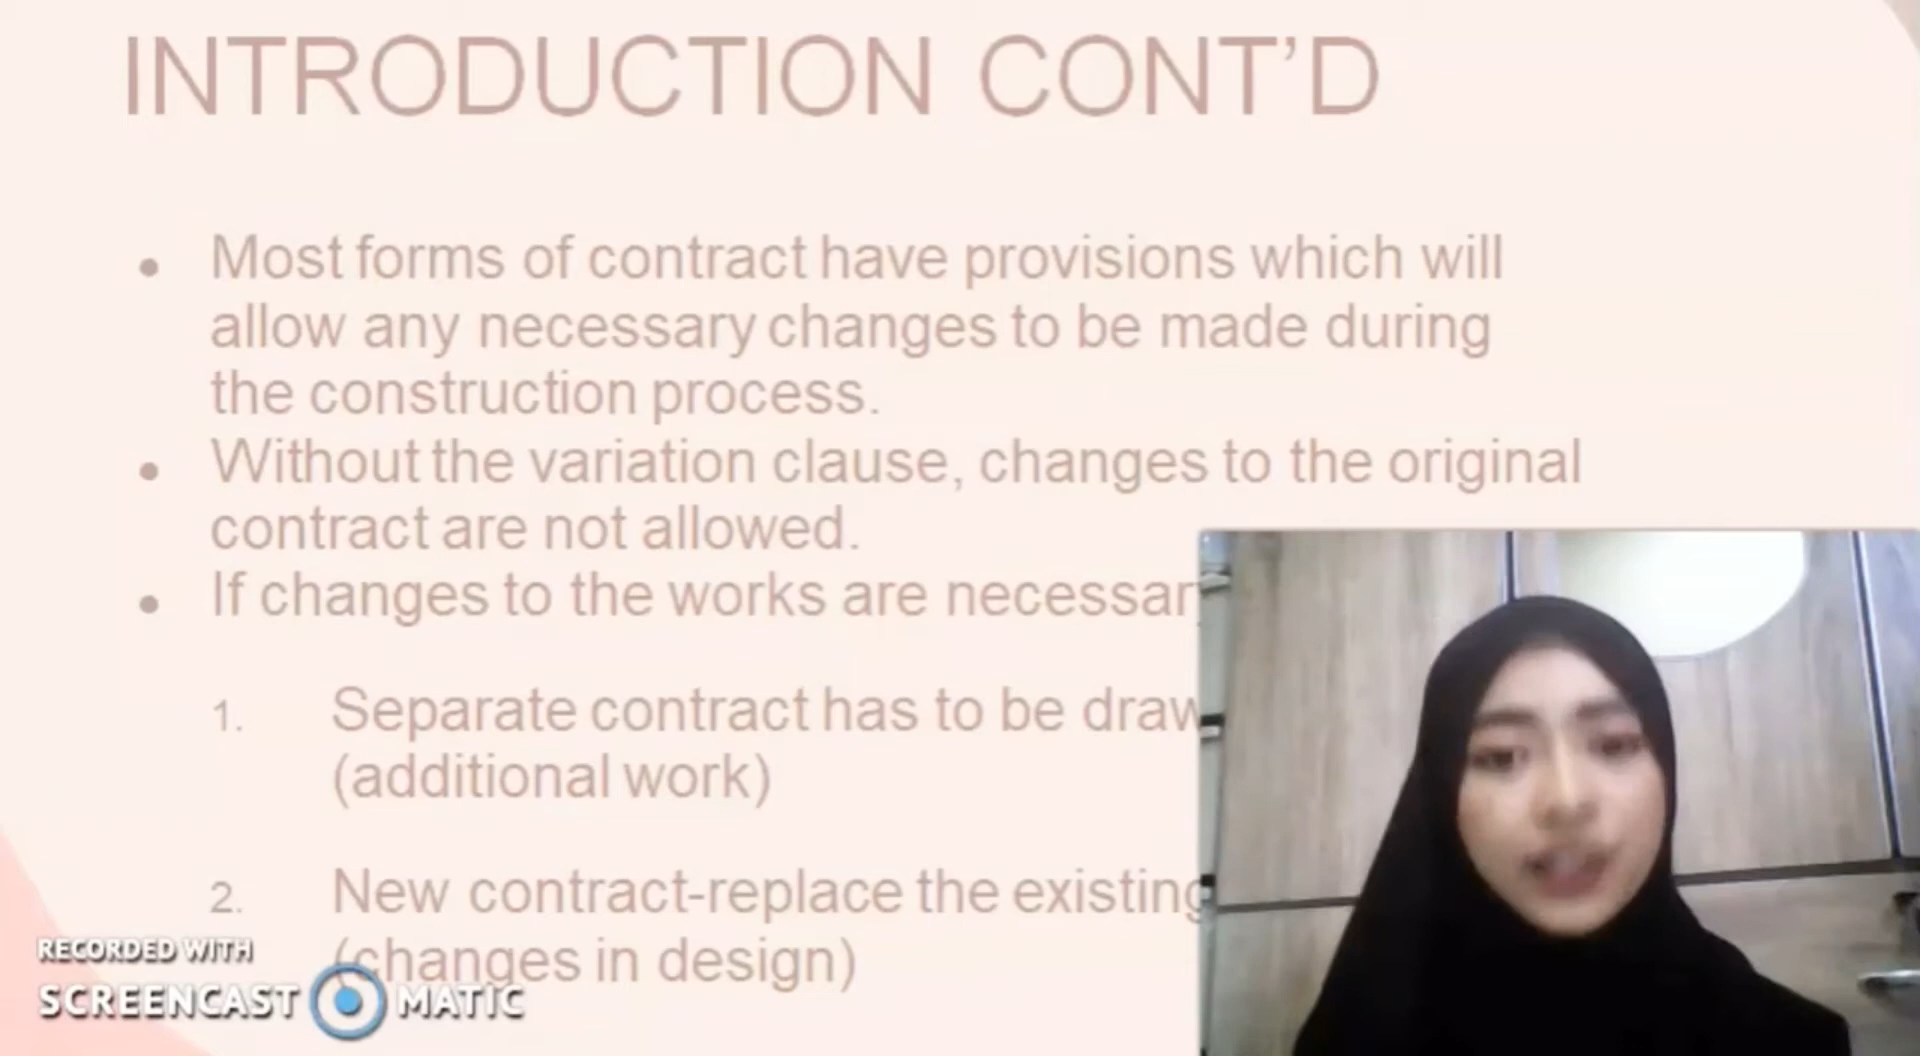 INTRODUCTION CONT'D
• Most forms of contract have provisions which will
allow any necessary changes to be made during
the construction process.
• Without the variation clause, changes to the original
contract are not allowed.
• If changes to the works are
1. Separate contract has to be
(additional work)
2. New contract-replace the existing
(changes in design)
RECORDED WITH
SCREENCAST MATIC